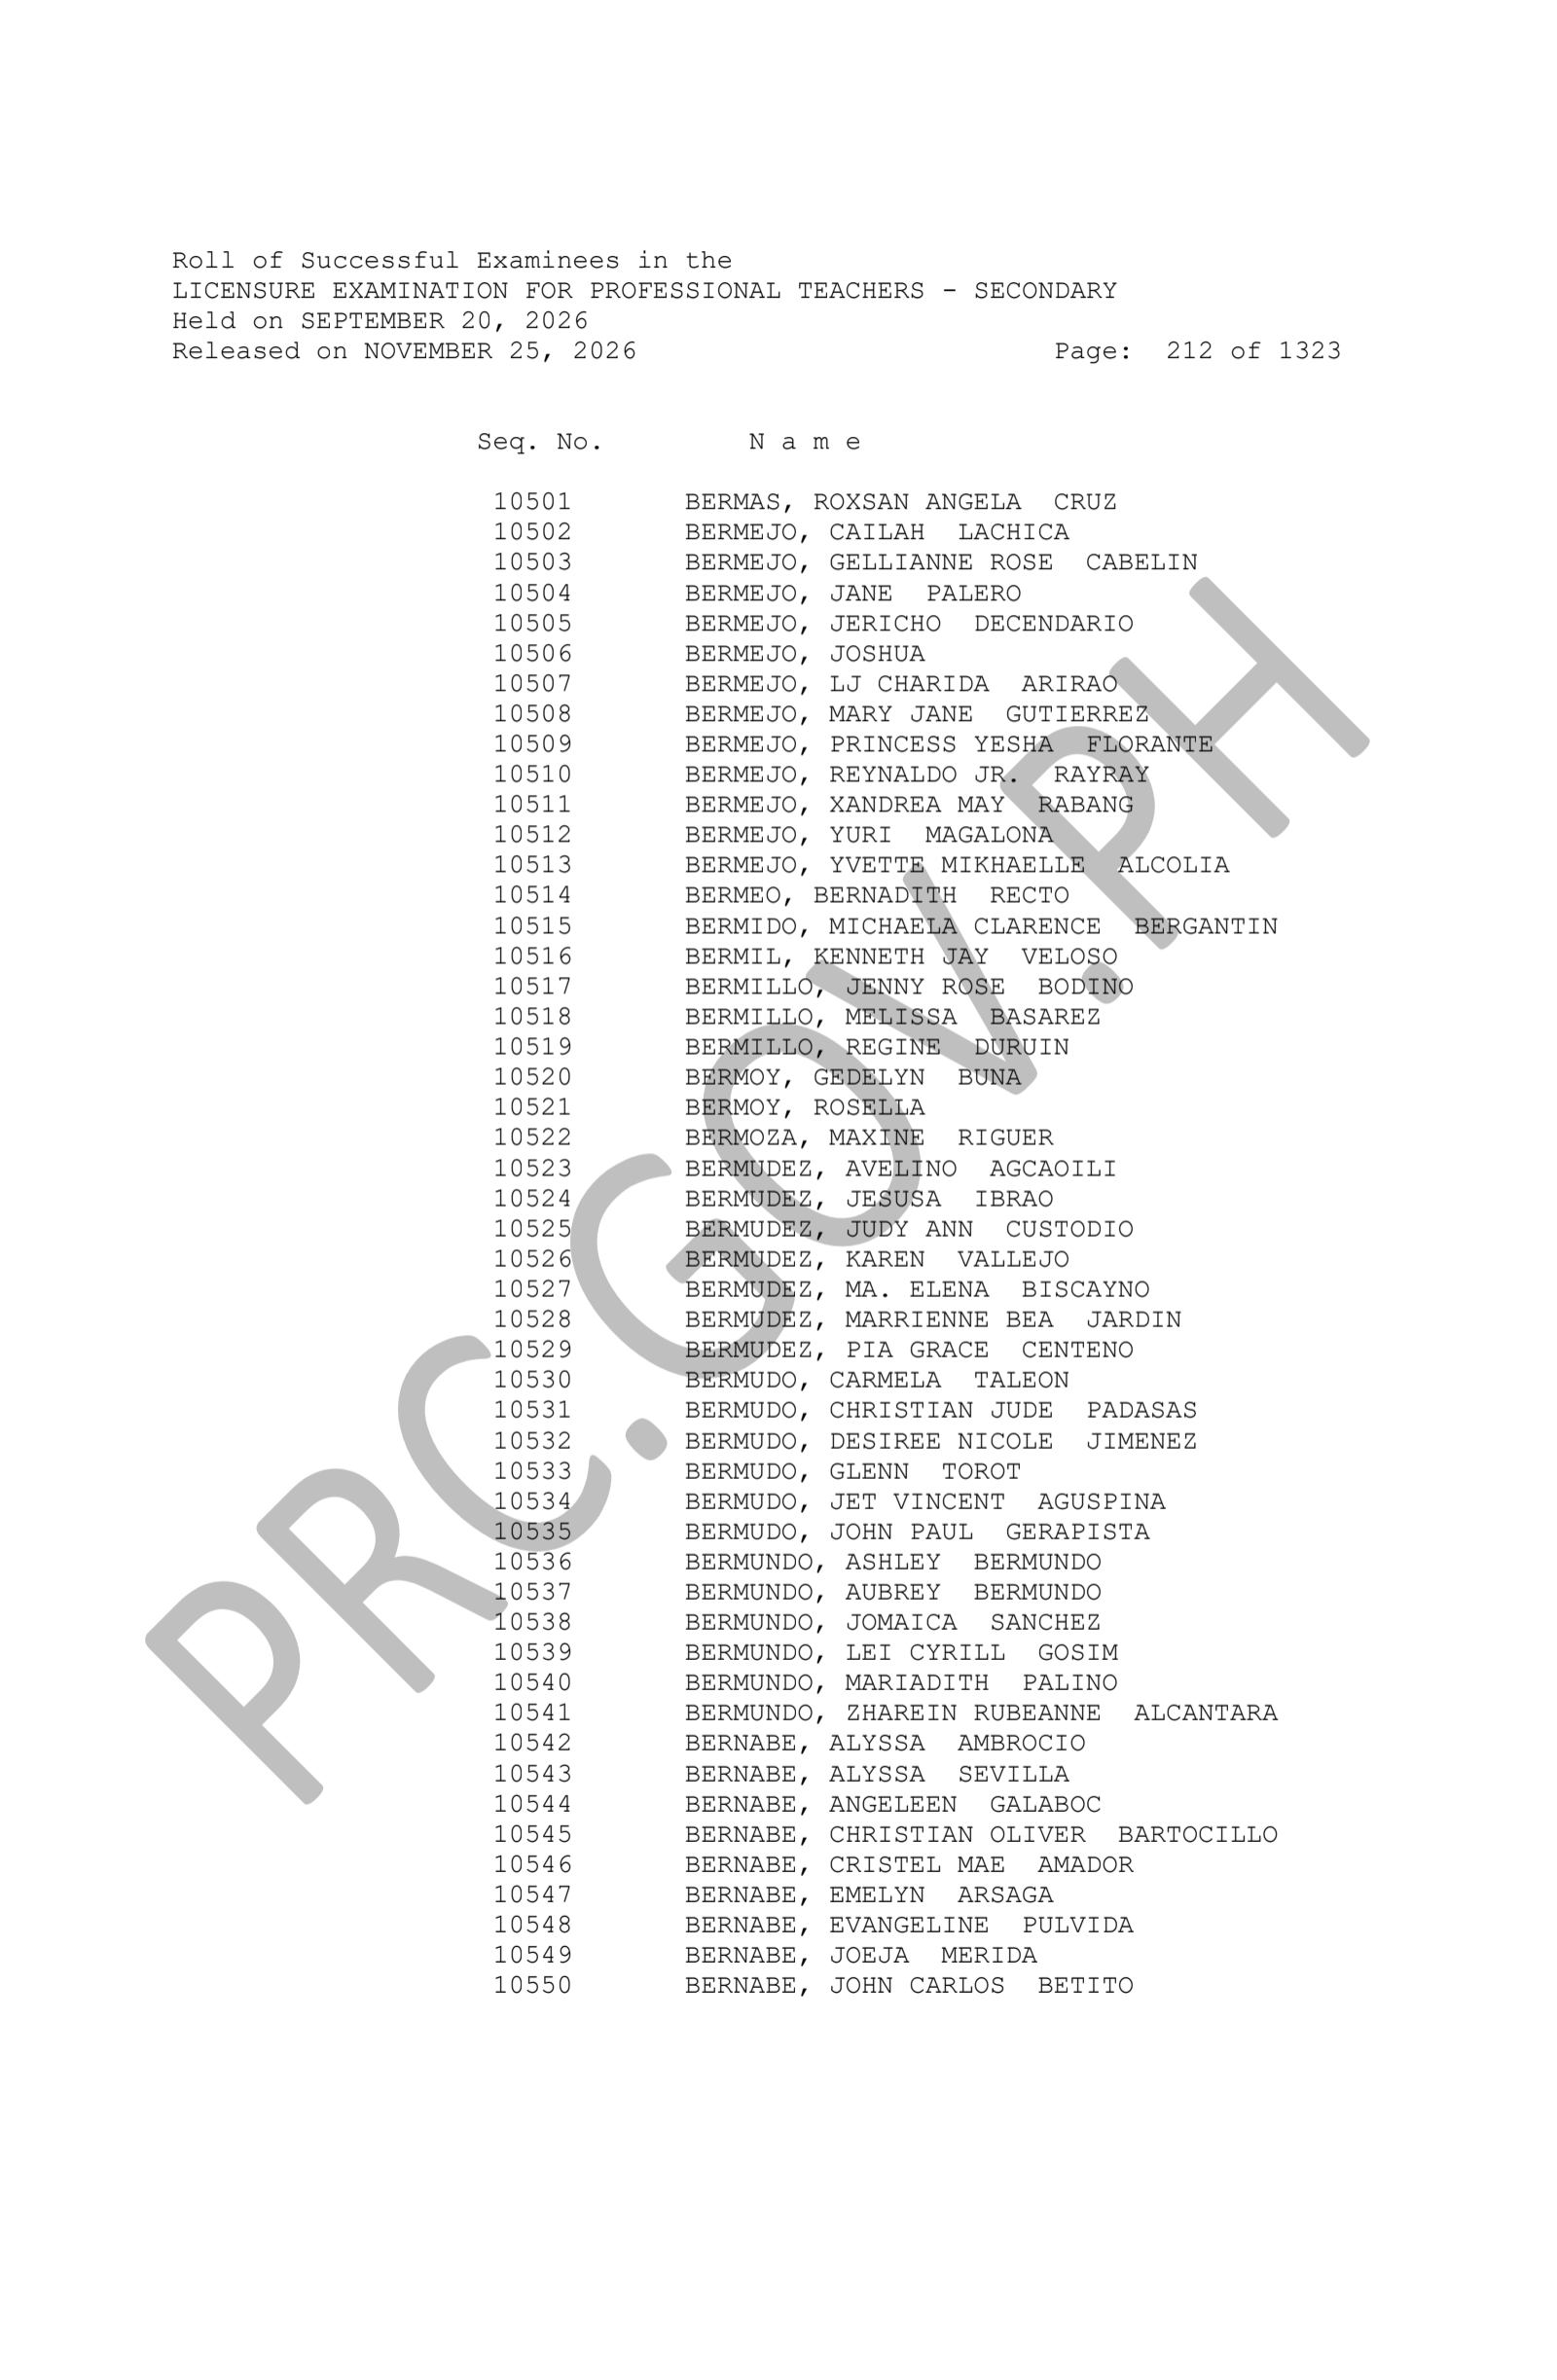 Roll of Successful Examinees in the
LICENSURE EXAMINATION FOR PROFESSIONAL TEACHERS - SECONDARY
Held on SEPTEMBER 20, 2026
Released on NOVEMBER 25, 2026 Page: 212 of 1323
Seq. No. N a m e
10501 BERMAS, ROXSAN ANGELA CRUZ
10502 BERMEJO, CAILAH LACHICA
10503 BERMEJO, GELLIANNE ROSE CABELIN
10504 BERMEJO, JANE PALERO
10505 BERMEJO, JERICHO DECENDARIO
10506 BERMEJO, JOSHUA
10507 BERMEJO, LJ CHARIDA ARIRAO
10508 BERMEJO, MARY JANE GUTIERREZ
10509 BERMEJO, PRINCESS YESHA FLORANTE
10510 BERMEJO, REYNALDO JR. RAYRAY
10511 BERMEJO, XANDREA MAY RABANG
10512 BERMEJO, YURI MAGALONA
10513 BERMEJO, YVETTE MIKHAELLE ALCOLIA
10514 BERMEO, BERNADITH RECTO
10515 BERMIDO, MICHAELA CLARENCE BERGANTIN
10516 BERMIL, KENNETH JAY VELOSO
10517 BERMILLO, JENNY ROSE BODINO
10518 BERMILLO, MELISSA BASAREZ
10519 BERMILLO, REGINE DURUIN
10520 BERMOY, GEDELYN BUNA
10521 BERMOY, ROSELLA
10522 BERMOZA, MAXINE RIGUER
10523 BERMUDEZ, AVELINO AGCAOILI
10524 BERMUDEZ, JESUSA IBRAO
10525 BERMUDEZ, JUDY ANN CUSTODIO
10526 BERMUDEZ, KAREN VALLEJO
10527 BERMUDEZ, MA. ELENA BISCAYNO
10528 BERMUDEZ, MARRIENNE BEA JARDIN
10529 BERMUDEZ, PIA GRACE CENTENO
10530 BERMUDO, CARMELA TALEON
10531 BERMUDO, CHRISTIAN JUDE PADASAS
10532 BERMUDO, DESIREE NICOLE JIMENEZ
10533 BERMUDO, GLENN TOROT
10534 BERMUDO, JET VINCENT AGUSPINA
10535 BERMUDO, JOHN PAUL GERAPISTA
10536 BERMUNDO, ASHLEY BERMUNDO
10537 BERMUNDO, AUBREY BERMUNDO
10538 BERMUNDO, JOMAICA SANCHEZ
10539 BERMUNDO, LEI CYRILL GOSIM
10540 BERMUNDO, MARIADITH PALINO
10541 BERMUNDO, ZHAREIN RUBEANNE ALCANTARA
10542 BERNABE, ALYSSA AMBROCIO
10543 BERNABE, ALYSSA SEVILLA
10544 BERNABE, ANGELEEN GALABOC
10545 BERNABE, CHRISTIAN OLIVER BARTOCILLO
10546 BERNABE, CRISTEL MAE AMADOR
10547 BERNABE, EMELYN ARSAGA
10548 BERNABE, EVANGELINE PULVIDA
10549 BERNABE, JOEJA MERIDA
10550 BERNABE, JOHN CARLOS BETITO
PRC.GOV.PH